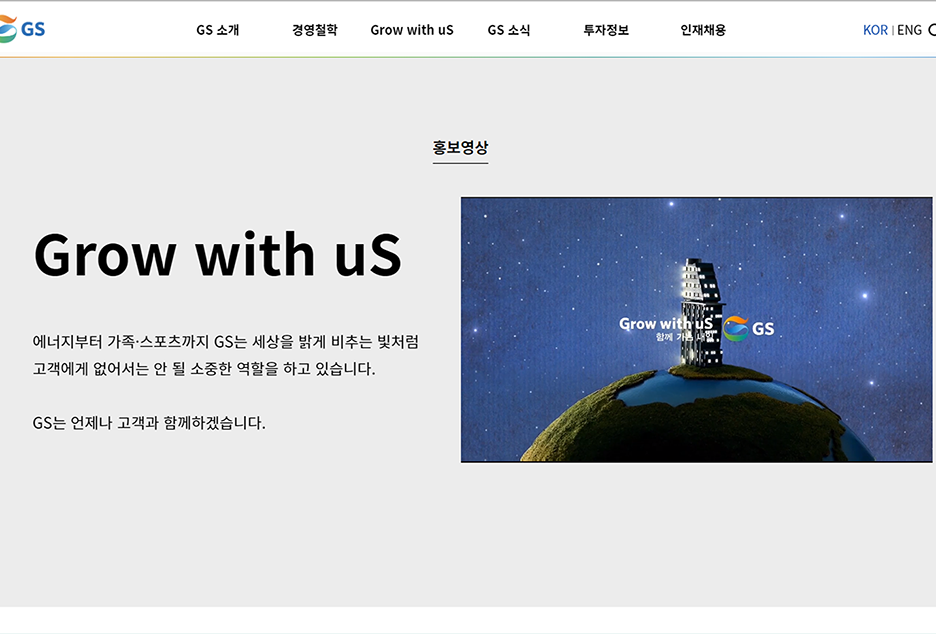 GS
GS 소개
경영철학
Grow with uS
GS 소식
투자정보
인재채용
KOR | ENG
홍보영상
Grow with uS
에너지부터 가족·스포츠까지 GS는 세상을 밝게 비추는 빛처럼
고객에게 없어서는 안 될 소중한 역할을 하고 있습니다.
GS는 언제나 고객과 함께하겠습니다.
Grow with uS
함께
GS